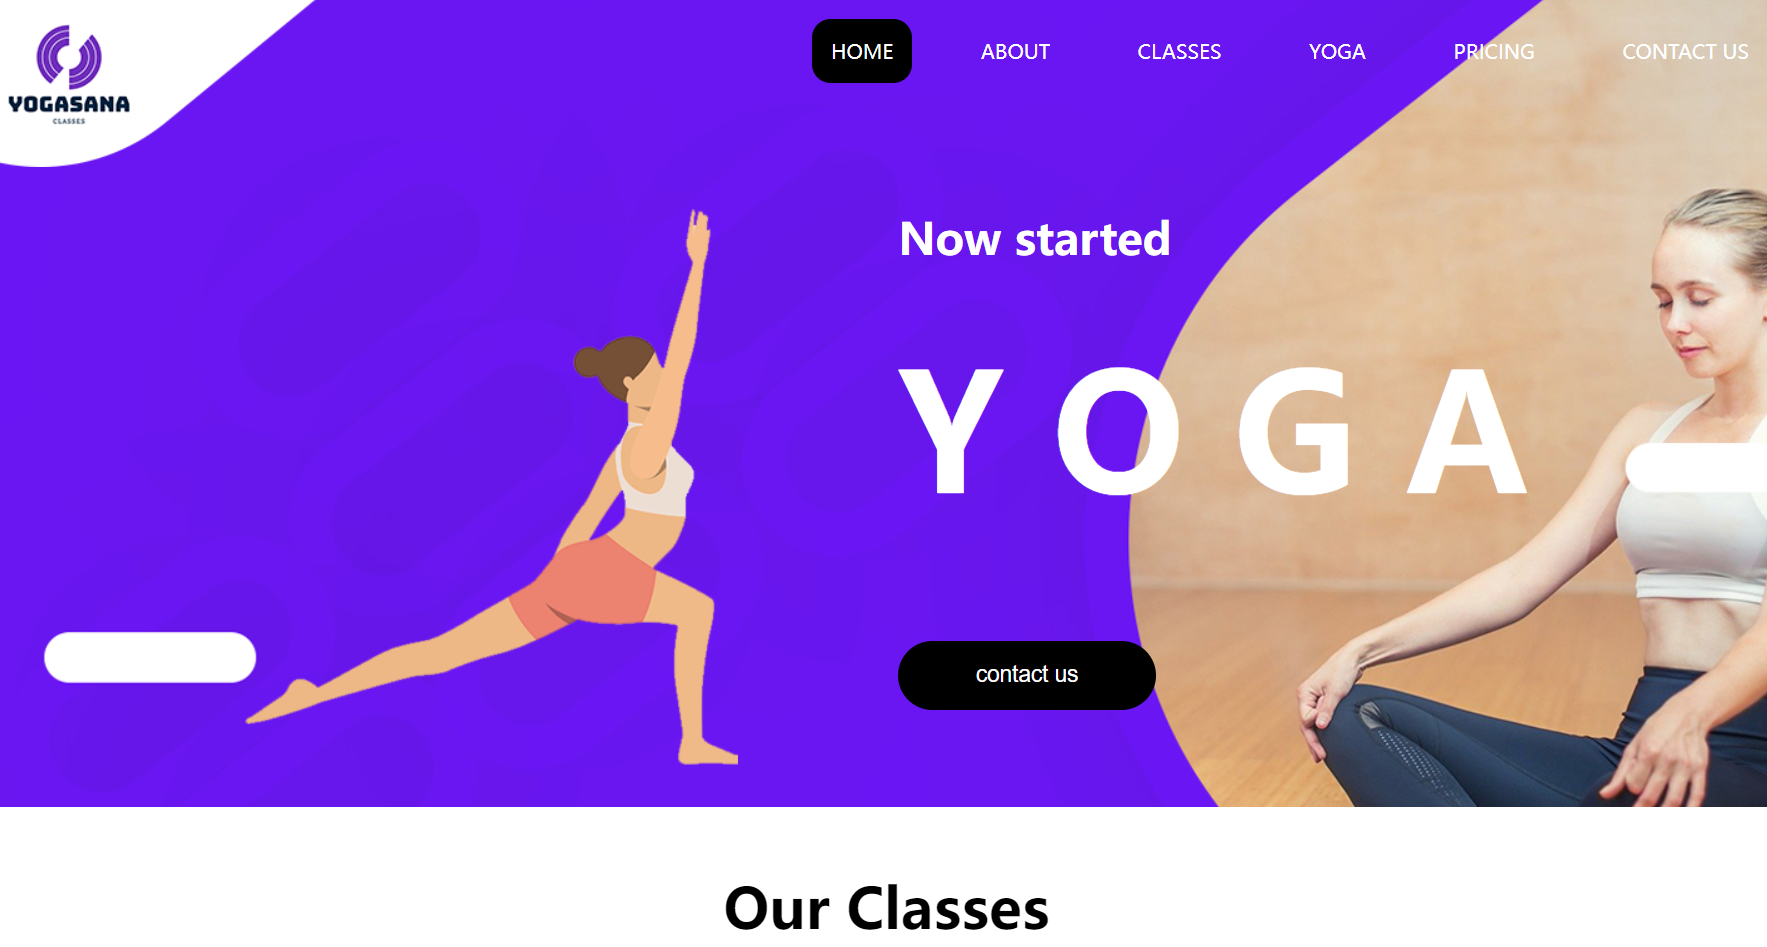 YOGASANA
CLASSES
HOME ABOUT CLASSES YOGA PRICING CONTACT US
Now started
YOGA
contact us
Our Classes